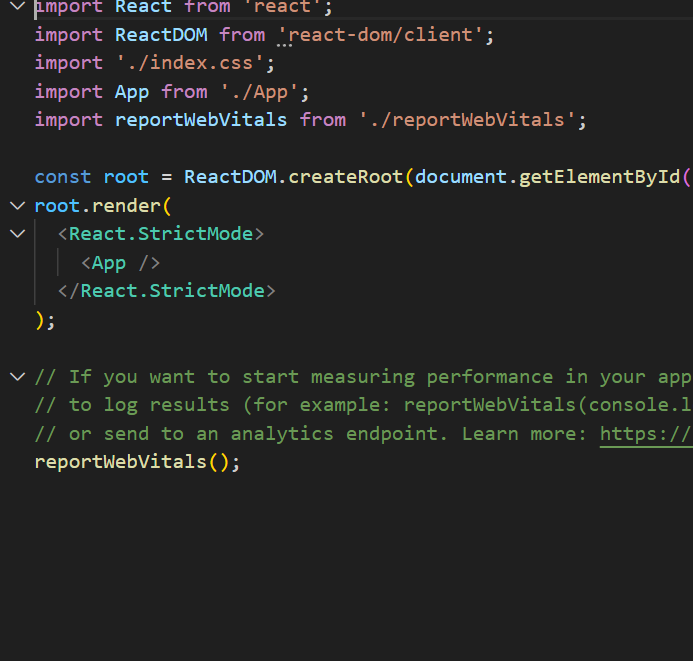 import React from 'react';
import ReactDOM from 'react-dom/client';
import './index.css';
import App from './App';
import reportWebVitals from './reportWebVitals';

const root = ReactDOM.createRoot(document.getElementById(
root.render(
  <React.StrictMode>
    <App />
  </React.StrictMode>
);

// If you want to start measuring performance in your app
// to log results (for example: reportWebVitals(console.l
// or send to an analytics endpoint. Learn more: https://
reportWebVitals();